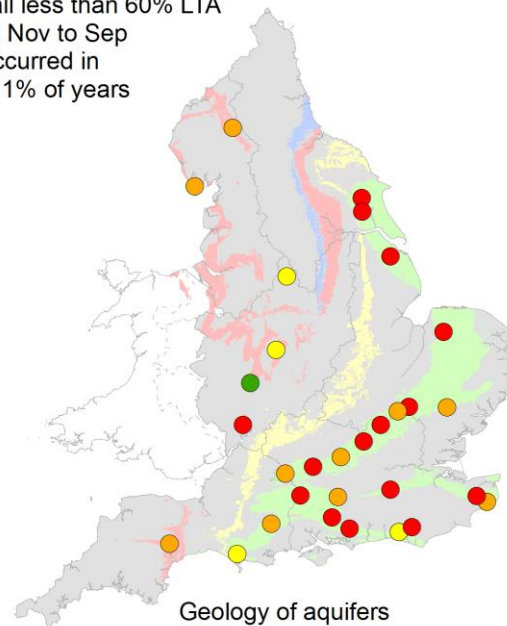 all less than 60% LTA
Nov to Sep
ccurred in
1% of years
Geology of aquifers